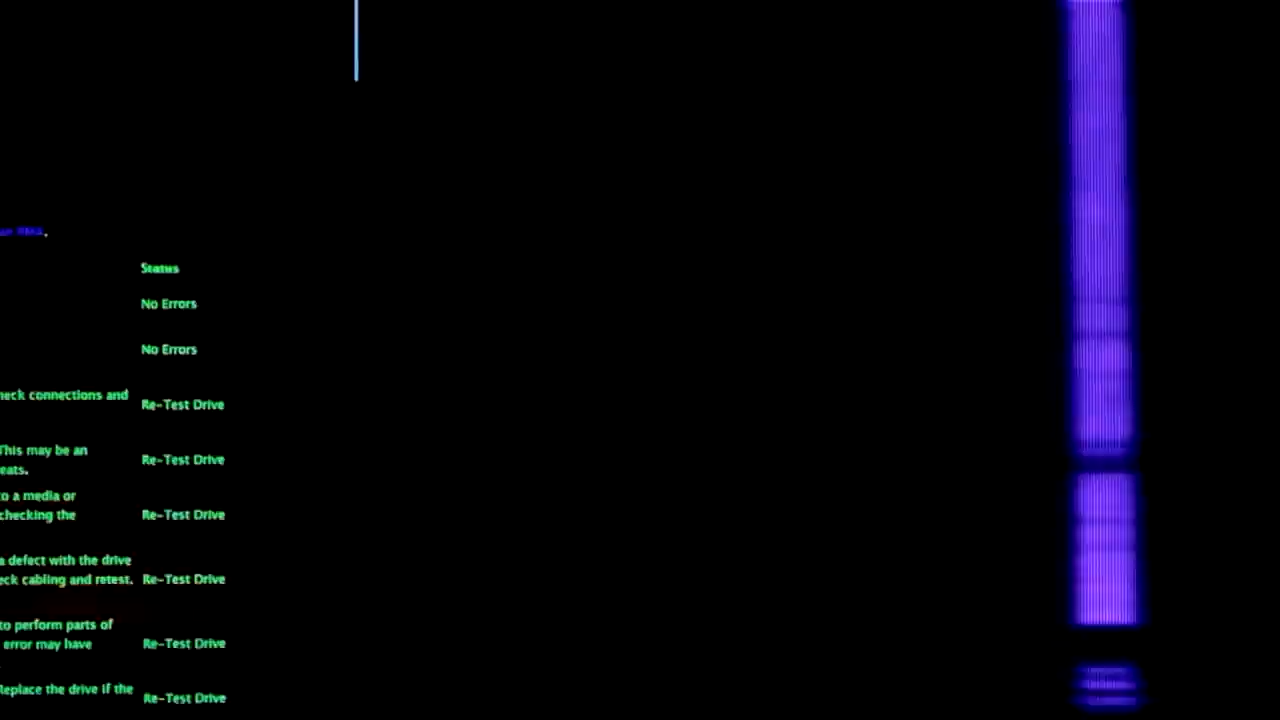 Status
No Errors
No Errors
heck connections and
Re-Test Drive
This may be an
Re-Test Drive
eats.
to a media or
checking the
Re-Test Drive
a defect with the drive
eck cabling and retest. Re-Test Drive
to perform parts of
error may have
Re-Test Drive
Replace the drive if the
Re-Test Drive